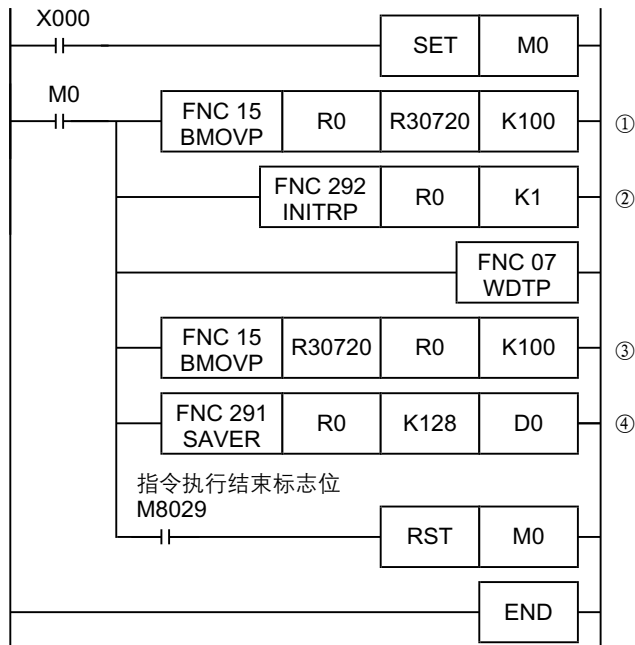 X000
SET M0
M0
FNC 15 BMOVP R0 R30720 K100 ①
FNC 292 INITRP R0 K1 ②
FNC 07 WDTP
FNC 15 BMOVP R30720 R0 K100 ③
FNC 291 SAVER R0 K128 D0 ④
指令执行结束标志位
M8029
RST M0
END